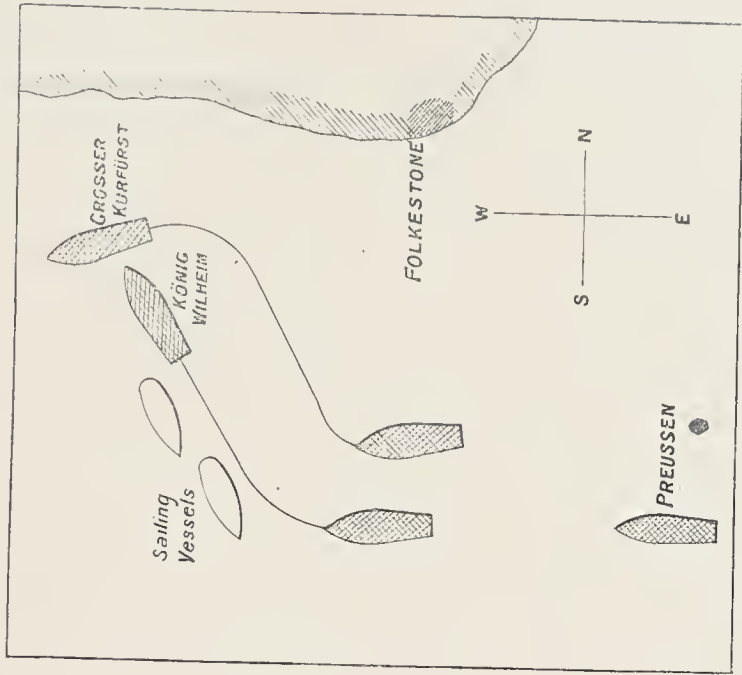 GROSSER
KURFÜRST
KÖNIG
WILHEIM
Sailing
Vessels
FOLKESTONE
W
N
S
E
PREUSSEN